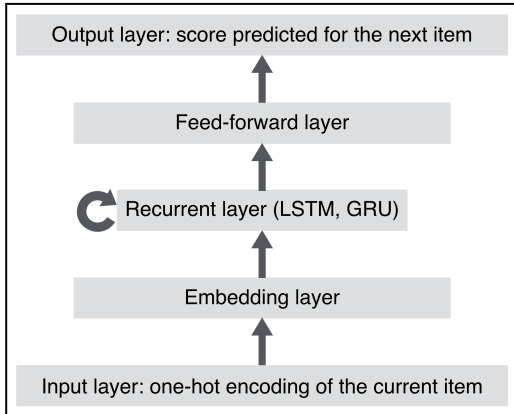 Output layer: score predicted for the next item
Feed-forward layer
Recurrent layer (LSTM, GRU)
Embedding layer
Input layer: one-hot encoding of the current item